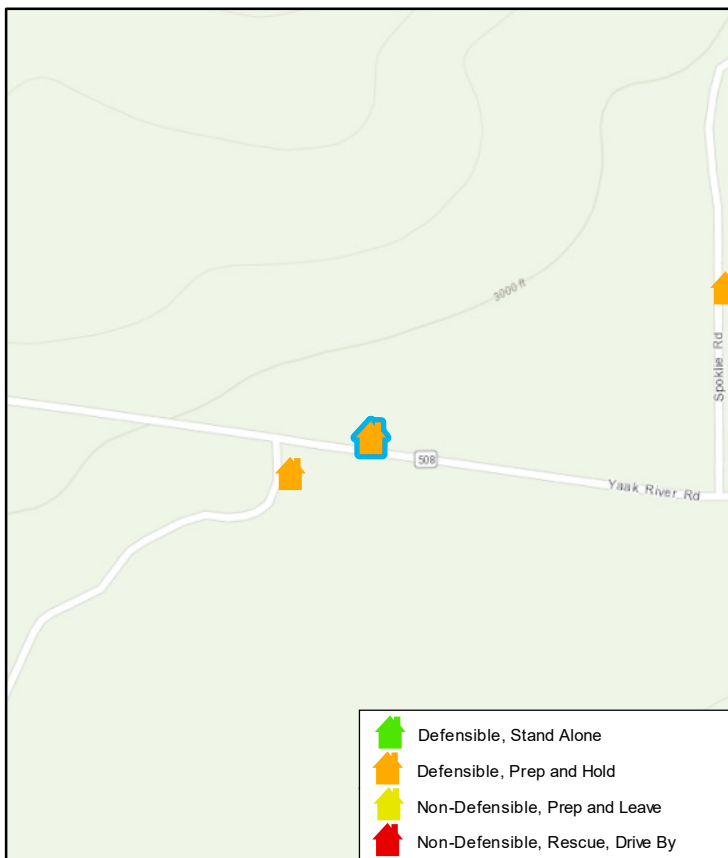 3000 ft
Spoklie Rd
508
Yaak River Rd
Defensible, Stand Alone
Defensible, Prep and Hold
Non-Defensible, Prep and Leave
Non-Defensible, Rescue, Drive By